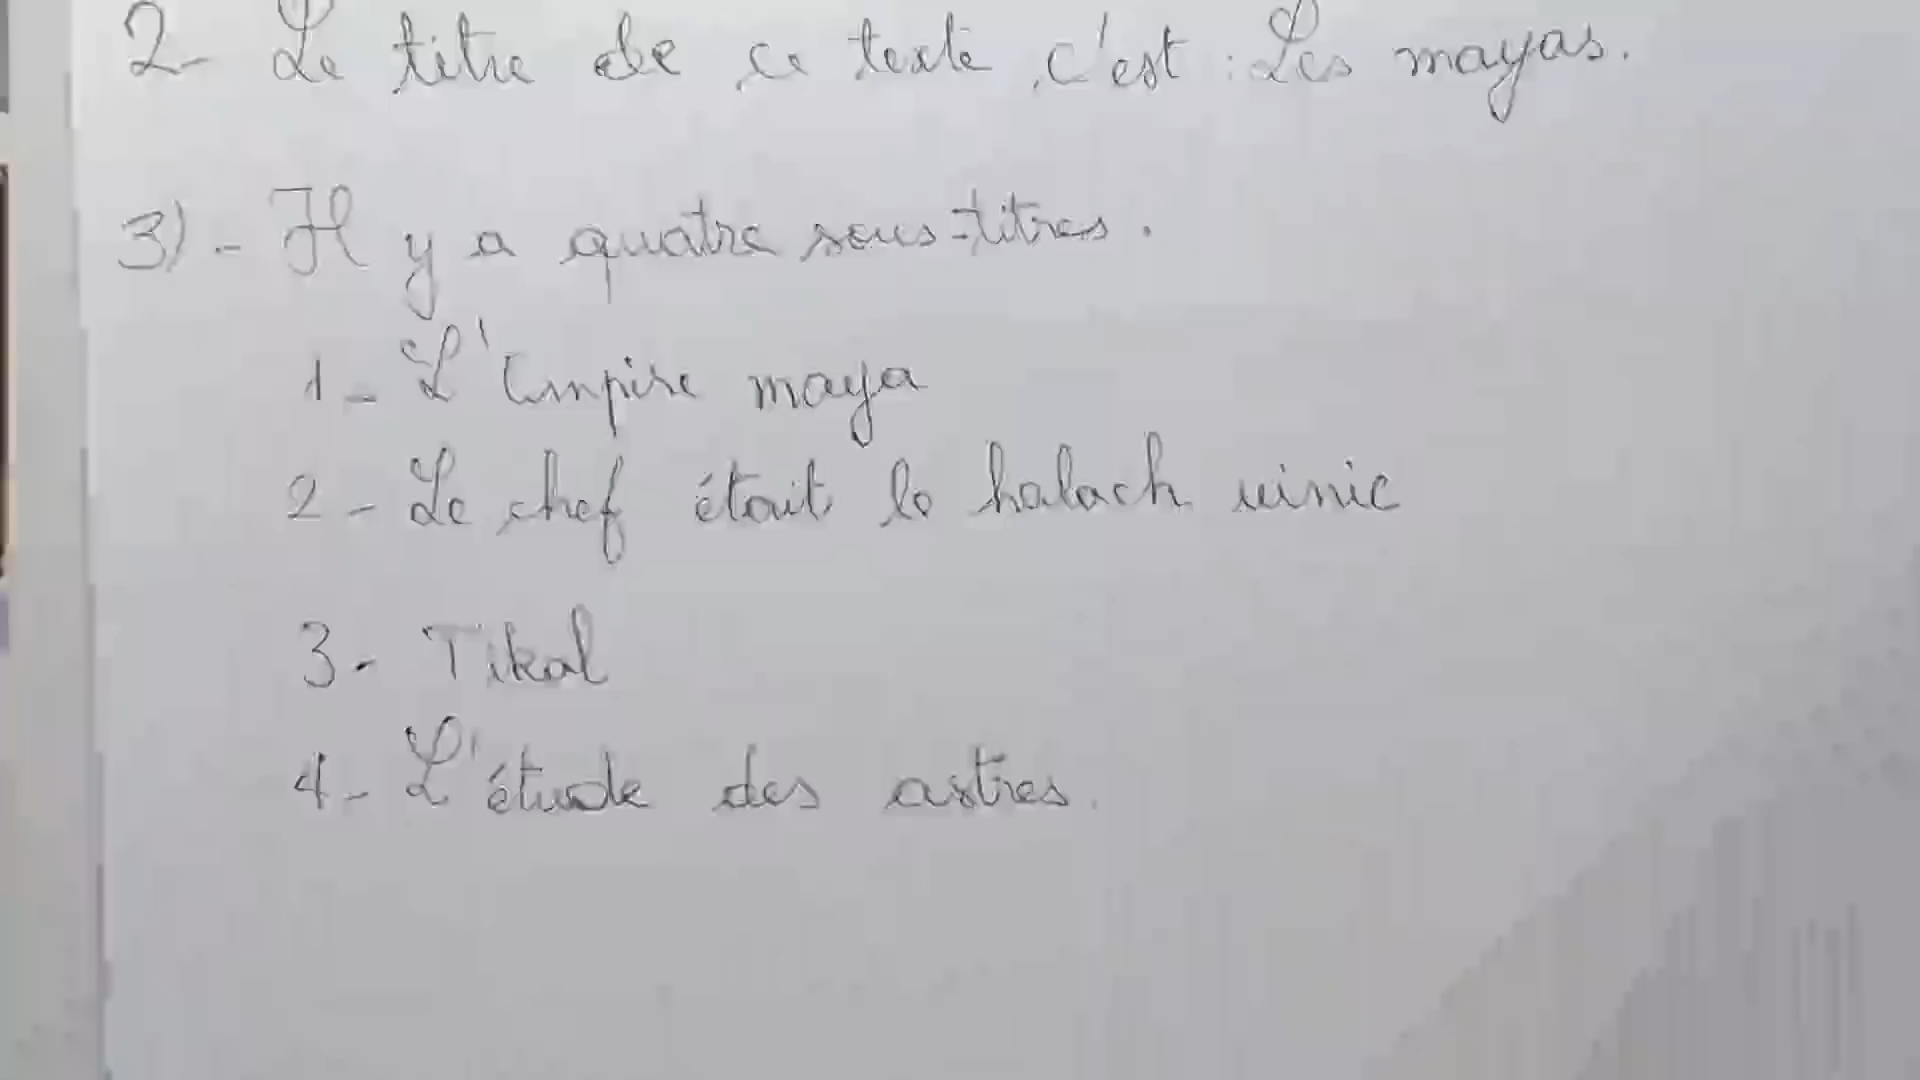 2- Le titre de ce texte c'est : Les mayas.
3)- Il y a quatre sous-titres.
1- L'Empire maya
2- Le chef était le halach uinic
3- Tikal
4- L'étude des astres.